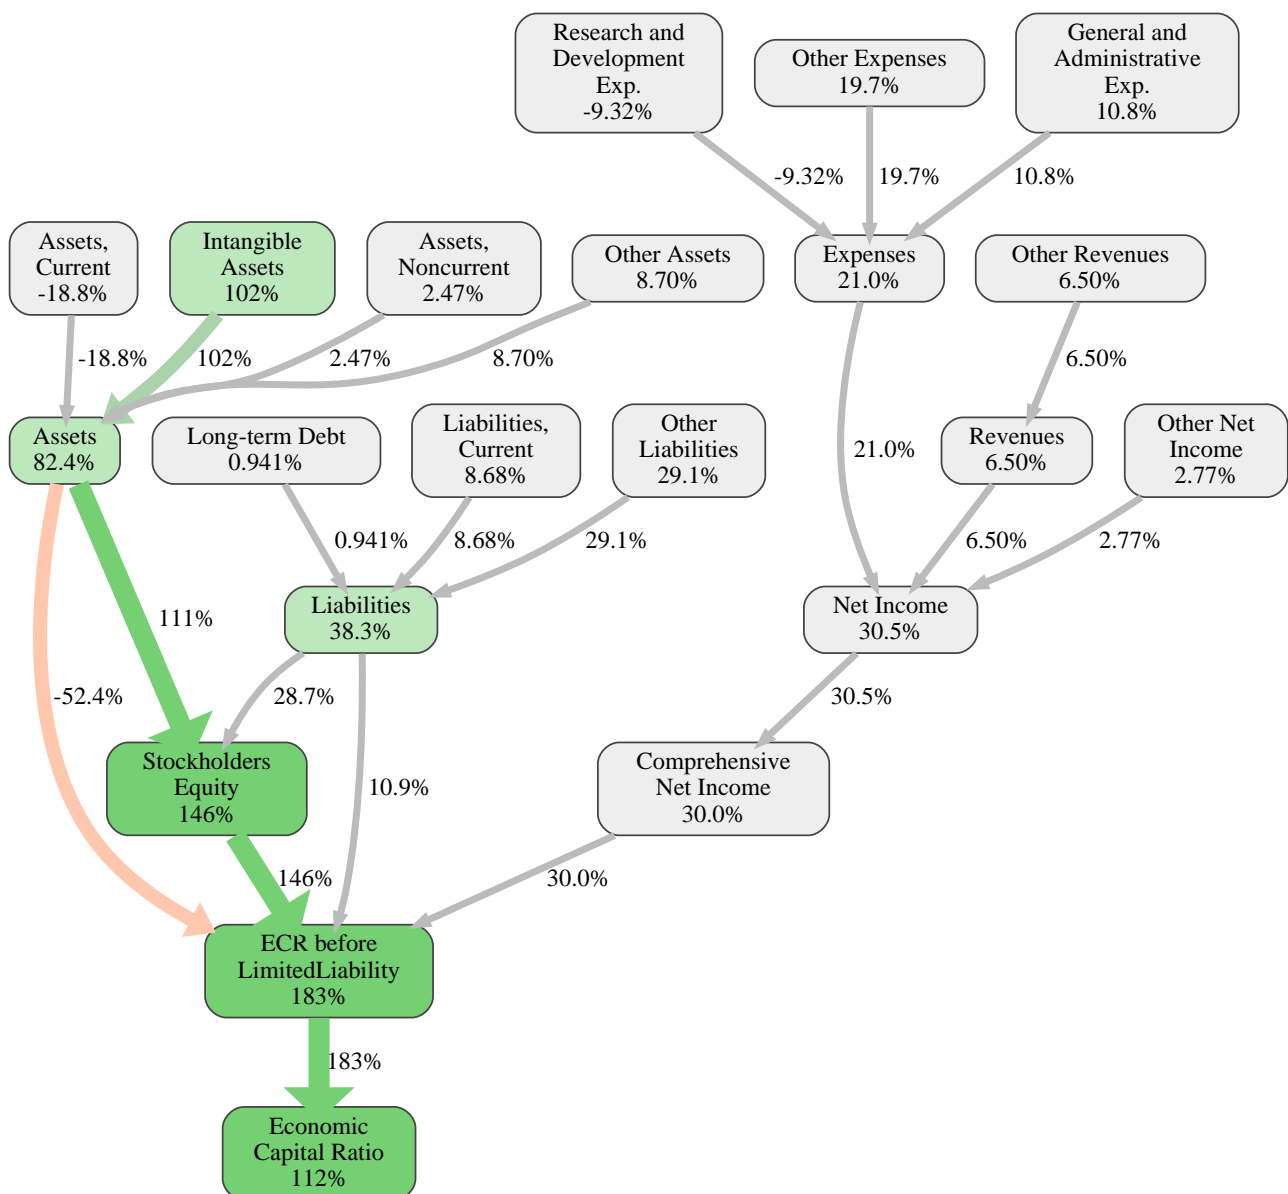 Research and
Development
Exp.
-9.32%
Other Expenses
19.7%
General and
Administrative
Exp.
10.8%
-9.32%
19.7%
10.8%
Assets,
Current
-18.8%
Intangible
Assets
102%
Assets,
Noncurrent
2.47%
Other Assets
8.70%
Expenses
21.0%
Other Revenues
6.50%
-18.8%
102%
2.47%
8.70%
6.50%
Assets
82.4%
Long-term Debt
0.941%
Liabilities,
Current
8.68%
Other
Liabilities
29.1%
21.0%
Revenues
6.50%
Other Net
Income
2.77%
0.941%
8.68%
29.1%
6.50%
2.77%
111%
Liabilities
38.3%
Net Income
30.5%
-52.4%
28.7%
30.5%
Stockholders
Equity
146%
10.9%
Comprehensive
Net Income
30.0%
146%
30.0%
ECR before
LimitedLiability
183%
183%
Economic
Capital Ratio
112%